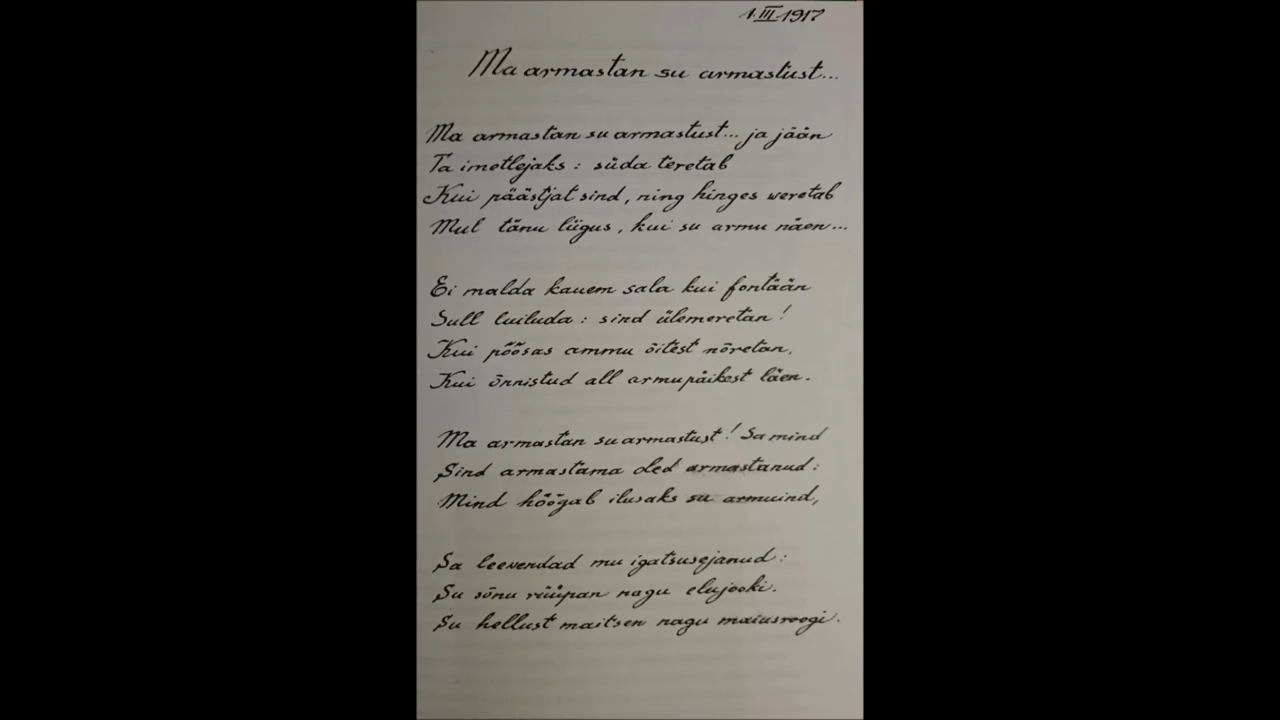 1.III 1917
Ma armastan su armastust...
Ma armastan su armastust... ja jään
Ta imetlejaks : süda teretab
Kui päästjat sind, ning hinges weretab
Mul tänu liigus, kui su armu näen...
Ei malda kauem sala kui fontään
Sull luiluda : sind ülemeretan !
Kui põõsas ammu õitest nõretan,
Kui õnnistud all armupäikest läen.
Ma armastan su armastust ! Sa mind
Sind armastama oled armastanud :
Mind hõõgab ilusaks su armuind,
Sa leevendad mu igatsusejanud :
Su sõnu rüüpan nagu elujooki.
Su hellust maitsen nagu maiusroogi.